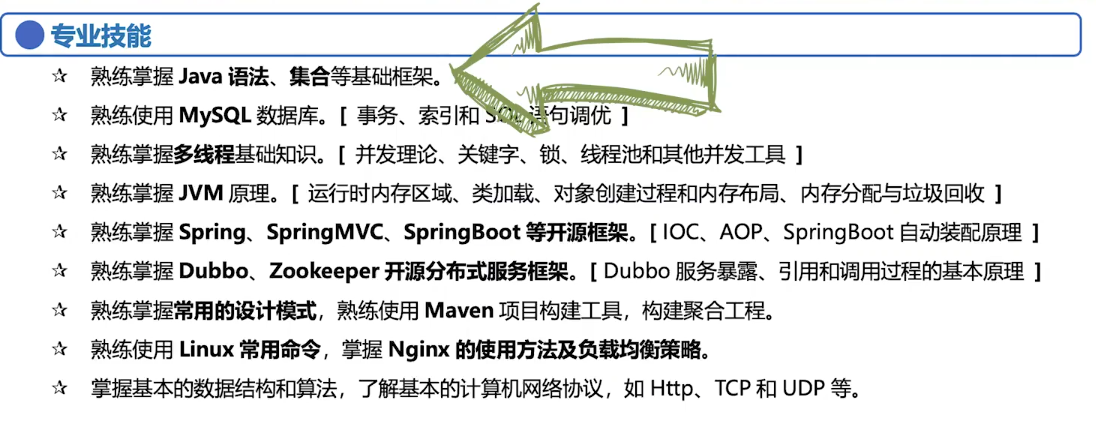 专业技能
☆ 熟练掌握 Java 语法、集合等基础框架。
☆ 熟练使用 MySQL 数据库。[ 事务、索引和 SQL 语句调优 ]
☆ 熟练掌握多线程基础知识。[ 并发理论、关键字、锁、线程池和其他并发工具 ]
☆ 熟练掌握 JVM 原理。[ 运行时内存区域、类加载、对象创建过程和内存布局、内存分配与垃圾回收 ]
☆ 熟练掌握 Spring、SpringMVC、SpringBoot 等开源框架。[ IOC、AOP、SpringBoot 自动装配原理 ]
☆ 熟练掌握 Dubbo、Zookeeper 开源分布式服务框架。[ Dubbo 服务暴露、引用和调用过程的基本原理 ]
☆ 熟练掌握常用的设计模式，熟练使用 Maven 项目构建工具，构建聚合工程。
☆ 熟练使用 Linux 常用命令，掌握 Nginx 的使用方法及负载均衡策略。
☆ 掌握基本的数据结构和算法，了解基本的计算机网络协议，如 Http、TCP 和 UDP 等。